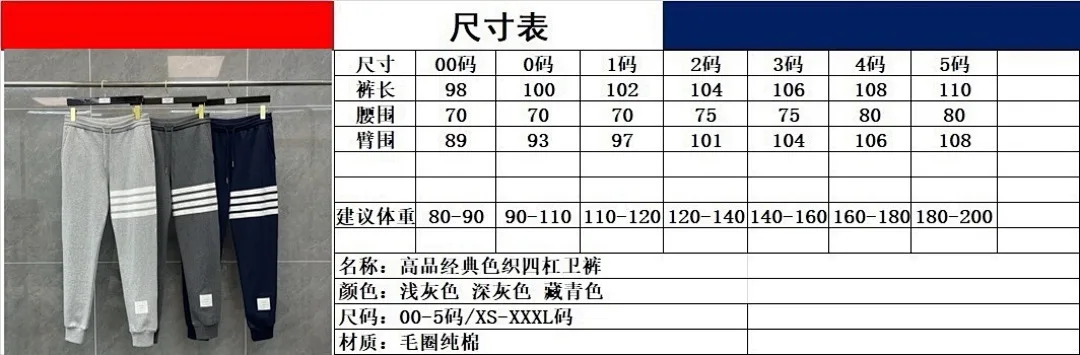 尺寸表
尺寸 00码 0码 1码 2码 3码 4码 5码
裤长 98 100 102 104 106 108 110
腰围 70 70 70 75 75 80 80
臂围 89 93 97 101 104 106 108
建议体重 80-90 90-110 110-120 120-140 140-160 160-180 180-200
名称：高品经典色织四杠卫裤
颜色：浅灰色 深灰色 藏青色
尺码：00-5码/XS-XXXL码
材质：毛圈纯棉